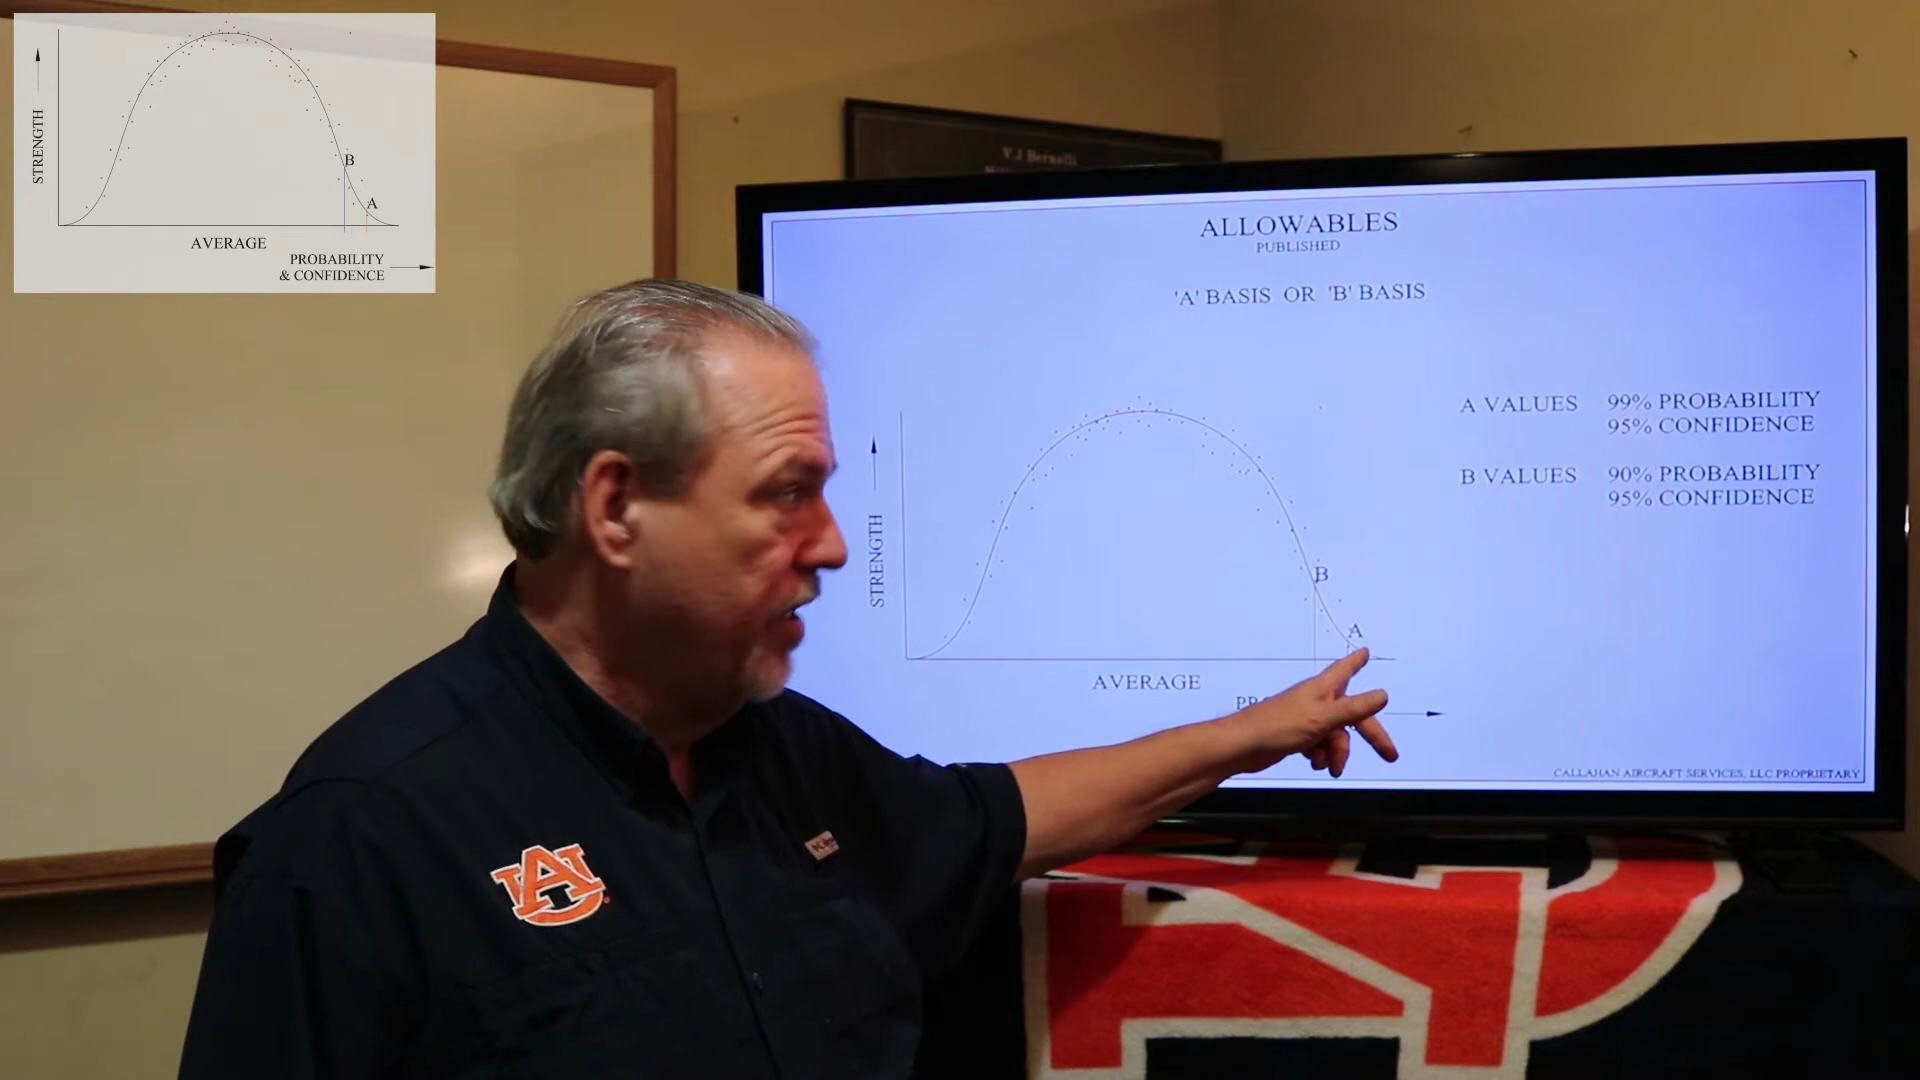 STRENGTH
B
A
AVERAGE
PROBABILITY
& CONFIDENCE
V.J Bernelli
ALLOWABLES
PUBLISHED
'A' BASIS OR 'B' BASIS
A VALUES 99% PROBABILITY
95% CONFIDENCE
B VALUES 90% PROBABILITY
95% CONFIDENCE
STRENGTH
B
A
AVERAGE
CALLAHAN AIRCRAFT SERVICES, LLC PROPRIETARY
AU